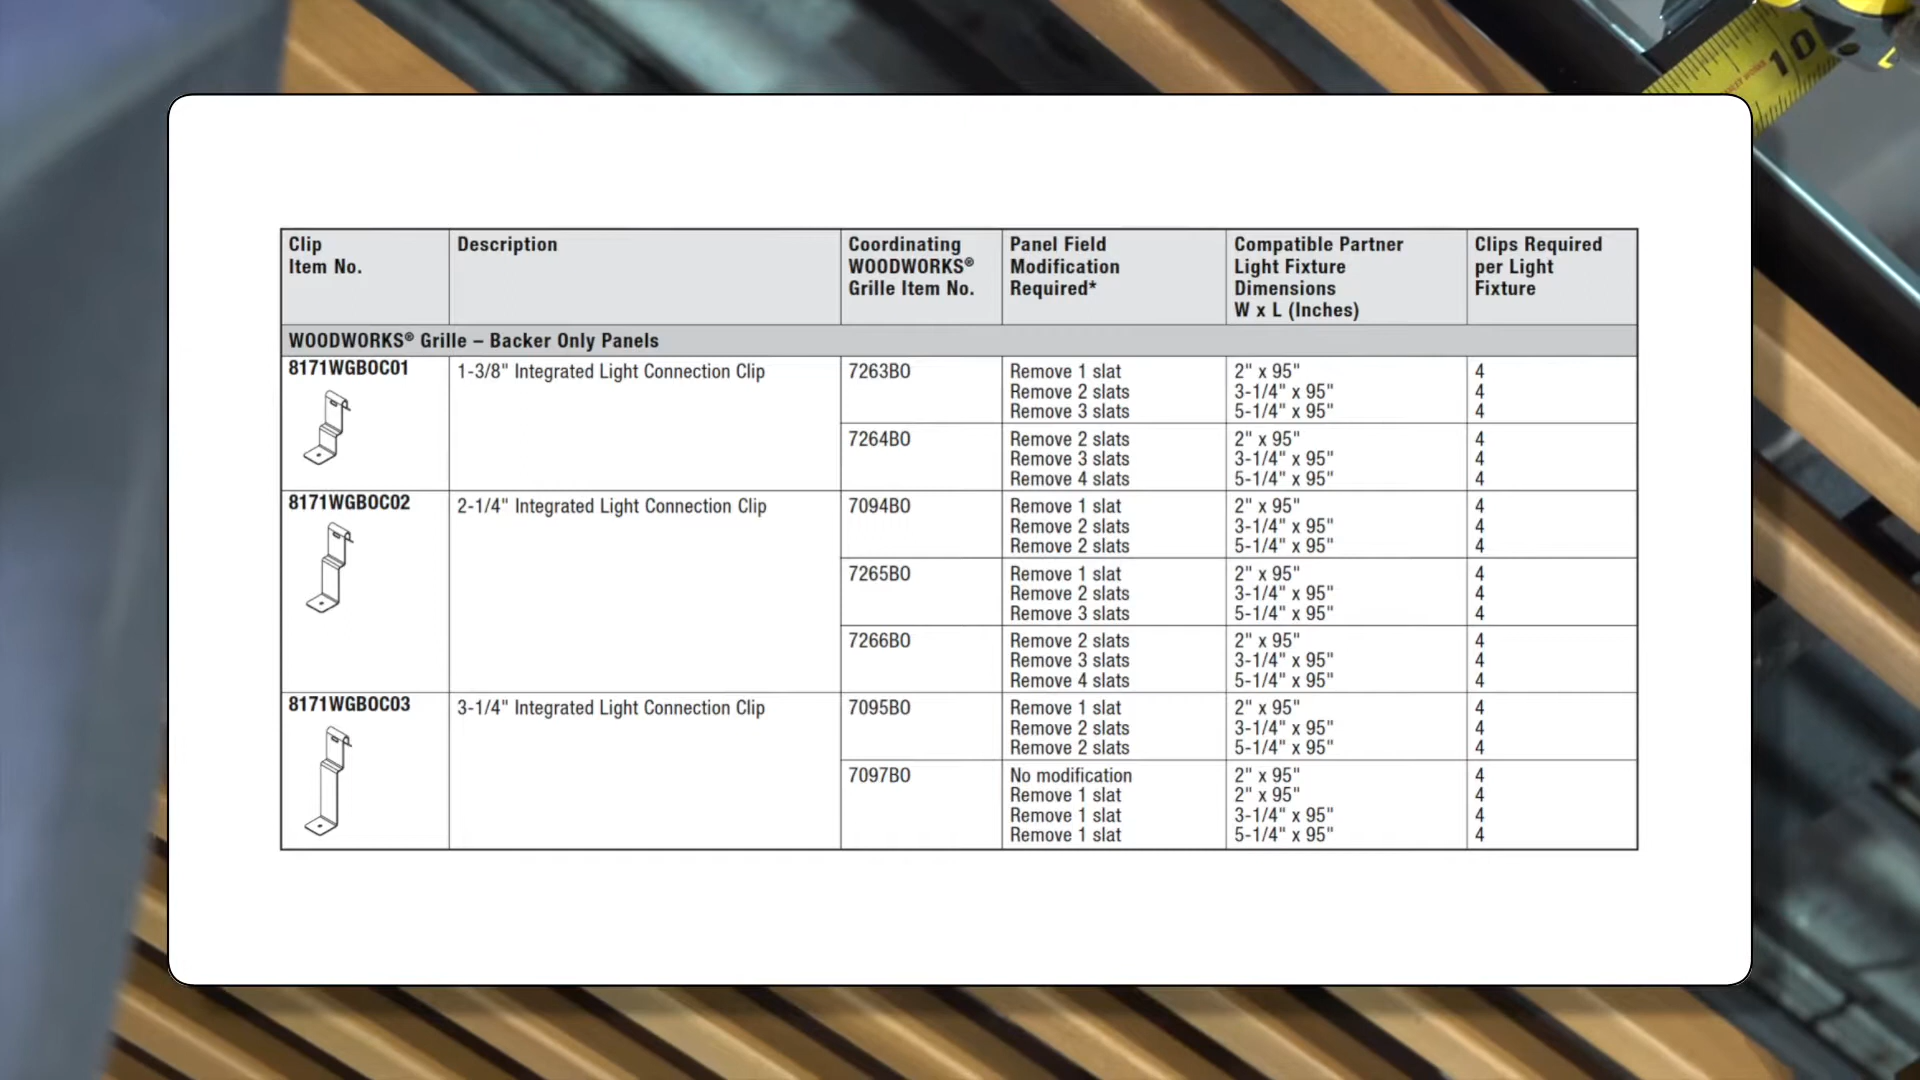 10
Clip
Item No.
Description
Coordinating
WOODWORKS®
Grille Item No.
Panel Field
Modification
Required*
Compatible Partner
Light Fixture
Dimensions
W x L (Inches)
Clips Required
per Light
Fixture
WOODWORKS® Grille – Backer Only Panels
8171WGBOC01
1-3/8" Integrated Light Connection Clip
7263BO
Remove 1 slat 2" x 95" 4
Remove 2 slats 3-1/4" x 95" 4
Remove 3 slats 5-1/4" x 95" 4
7264BO
Remove 2 slats 2" x 95" 4
Remove 3 slats 3-1/4" x 95" 4
Remove 4 slats 5-1/4" x 95" 4
8171WGBOC02
2-1/4" Integrated Light Connection Clip
7094BO
Remove 1 slat 2" x 95" 4
Remove 2 slats 3-1/4" x 95" 4
Remove 2 slats 5-1/4" x 95" 4
7265BO
Remove 1 slat 2" x 95" 4
Remove 2 slats 3-1/4" x 95" 4
Remove 3 slats 5-1/4" x 95" 4
7266BO
Remove 2 slats 2" x 95" 4
Remove 3 slats 3-1/4" x 95" 4
Remove 4 slats 5-1/4" x 95" 4
8171WGBOC03
3-1/4" Integrated Light Connection Clip
7095BO
Remove 1 slat 2" x 95" 4
Remove 2 slats 3-1/4" x 95" 4
Remove 2 slats 5-1/4" x 95" 4
7097BO
No modification 2" x 95" 4
Remove 1 slat 2" x 95" 4
Remove 1 slat 3-1/4" x 95" 4
Remove 1 slat 5-1/4" x 95" 4